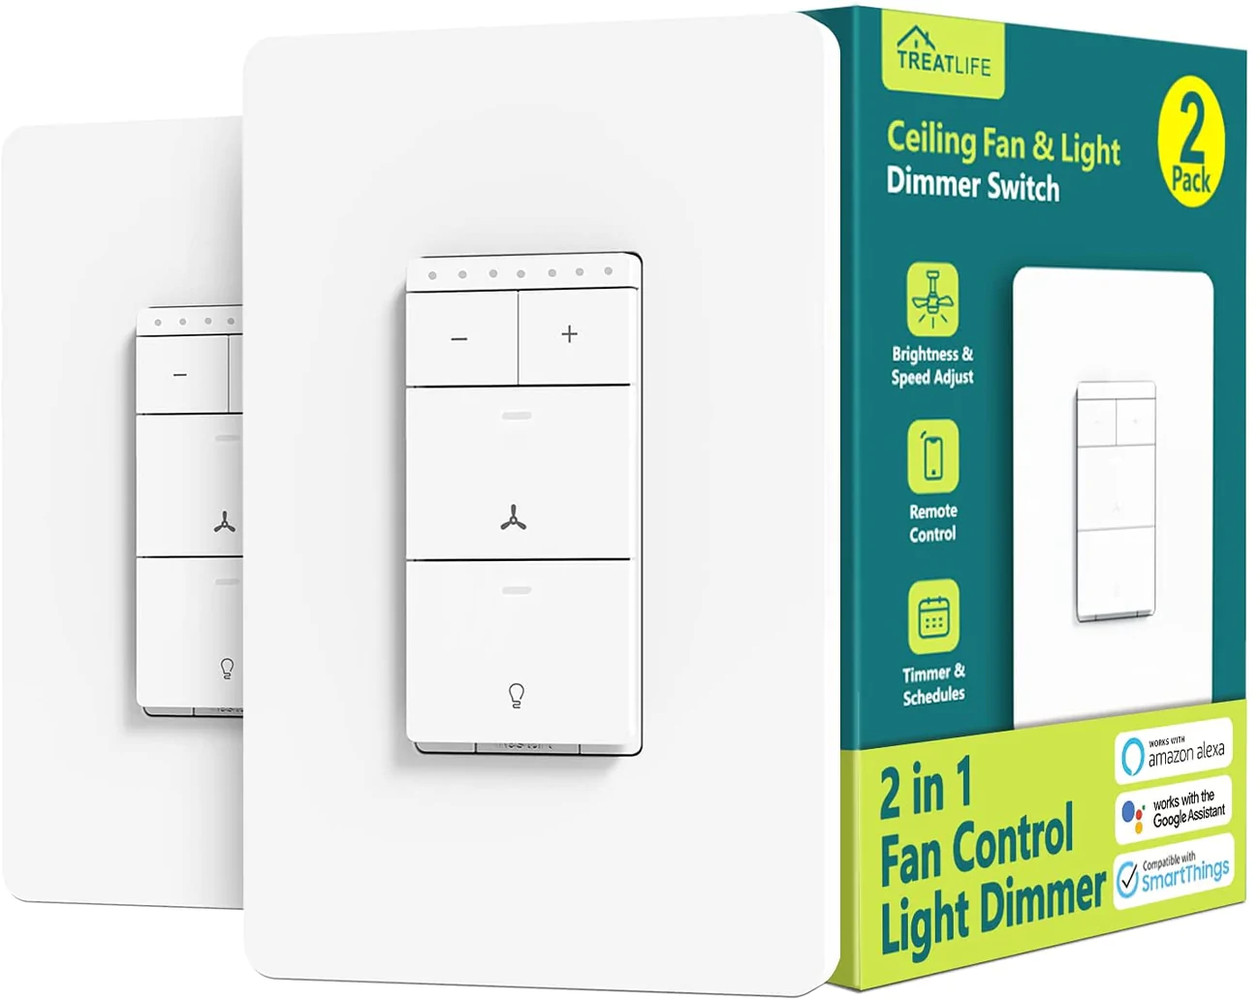 TREATLIFE
Ceiling Fan & Light
Dimmer Switch
2
Pack
Brightness &
Speed Adjust
Remote
Control
Timmer &
Schedules
2 in 1
Fan Control
Light Dimmer
WORKS WITH
amazon alexa
works with the
Google Assistant
Compatible with
SmartThings
−
+
−